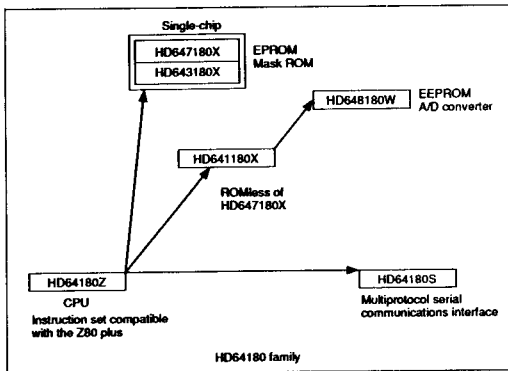 Single-chip
HD647180X
EPROM
HD643180X
Mask ROM
HD648180W
EEPROM
A/D converter
HD641180X
ROMless of
HD647180X
HD64180Z
HD64180S
CPU
Instruction set compatible
with the Z80 plus
Multiprotocol serial
communications interface
HD64180 family